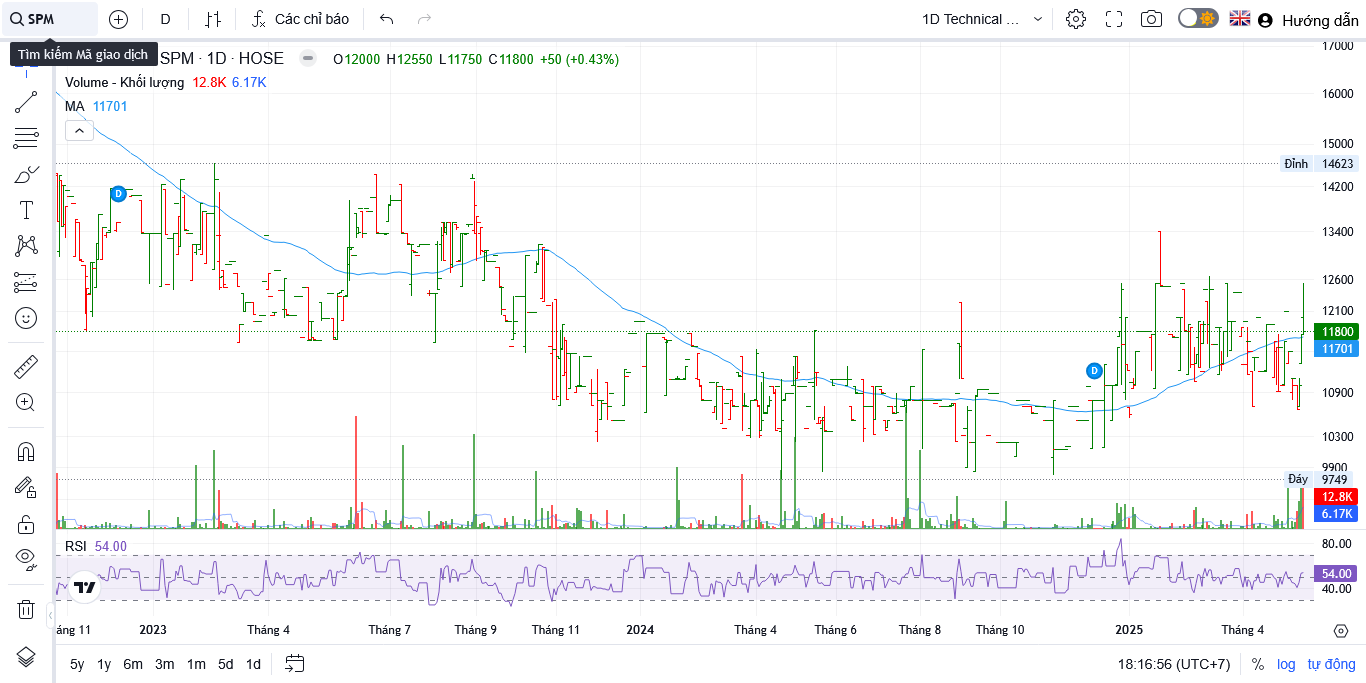 SPM
D
Các chỉ báo
1D Technical ...
Hướng dẫn
Tìm kiếm Mã giao dịch
SPM · 1D · HOSE
O12000 H12550 L11750 C11800 +50 (+0.43%)
Volume - Khối lượng 12.8K 6.17K
MA 11701
17000
16000
15000
Đỉnh 14623
14200
13400
12600
12100
11800
11701
10900
10300
9900
Đáy 9749
12.8K
6.17K
D
D
RSI 54.00
80.00
54.00
40.00
áng 11
2023
Tháng 4
Tháng 7
Tháng 9
Tháng 11
2024
Tháng 4
Tháng 6
Tháng 8
Tháng 10
2025
Tháng 4
5y 1y 6m 3m 1m 5d 1d
18:16:56 (UTC+7)
%
log
tự động